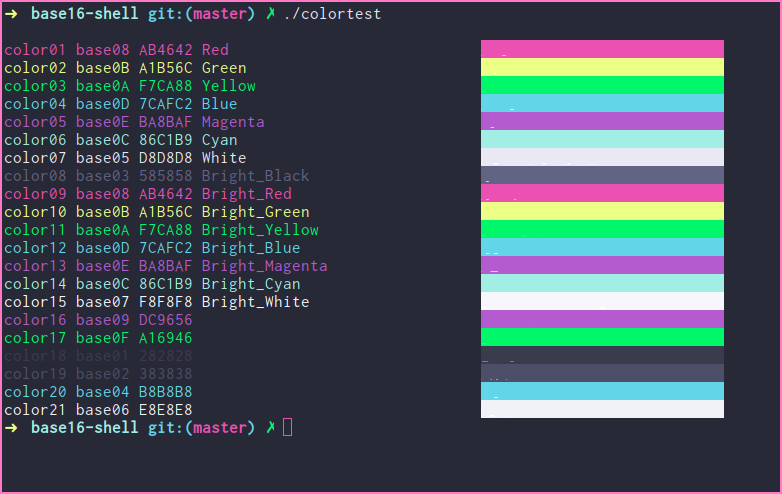 ➜  base16-shell git:(master) ✗ ./colortest
color01 base08 AB4642 Red
color02 base0B A1B56C Green
color03 base0A F7CA88 Yellow
color04 base0D 7CAFC2 Blue
color05 base0E BA8BAF Magenta
color06 base0C 86C1B9 Cyan
color07 base05 D8D8D8 White
color08 base03 585858 Bright_Black
color09 base08 AB4642 Bright_Red
color10 base0B A1B56C Bright_Green
color11 base0A F7CA88 Bright_Yellow
color12 base0D 7CAFC2 Bright_Blue
color13 base0E BA8BAF Bright_Magenta
color14 base0C 86C1B9 Bright_Cyan
color15 base07 F8F8F8 Bright_White
color16 base09 DC9656
color17 base0F A16946
color18 base01 282828
color19 base02 383838
color20 base04 B8B8B8
color21 base06 E8E8E8
➜  base16-shell git:(master) ✗